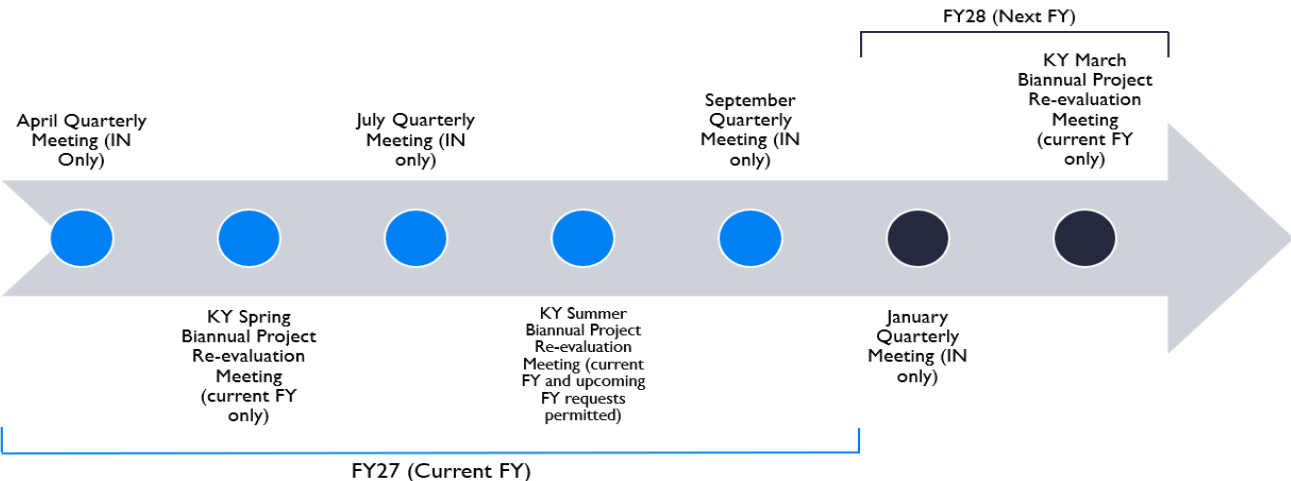 FY28 (Next FY)
April Quarterly
Meeting (IN
Only)
KY Spring
Biannual Project
Re-evaluation
Meeting
(current FY
only)
July Quarterly
Meeting (IN
only)
KY Summer
Biannual Project
Re-evaluation
Meeting (current
FY and upcoming
FY requests
permitted)
September
Quarterly
Meeting (IN
only)
January
Quarterly
Meeting (IN
only)
KY March
Biannual Project
Re-evaluation
Meeting
(current FY
only)
FY27 (Current FY)